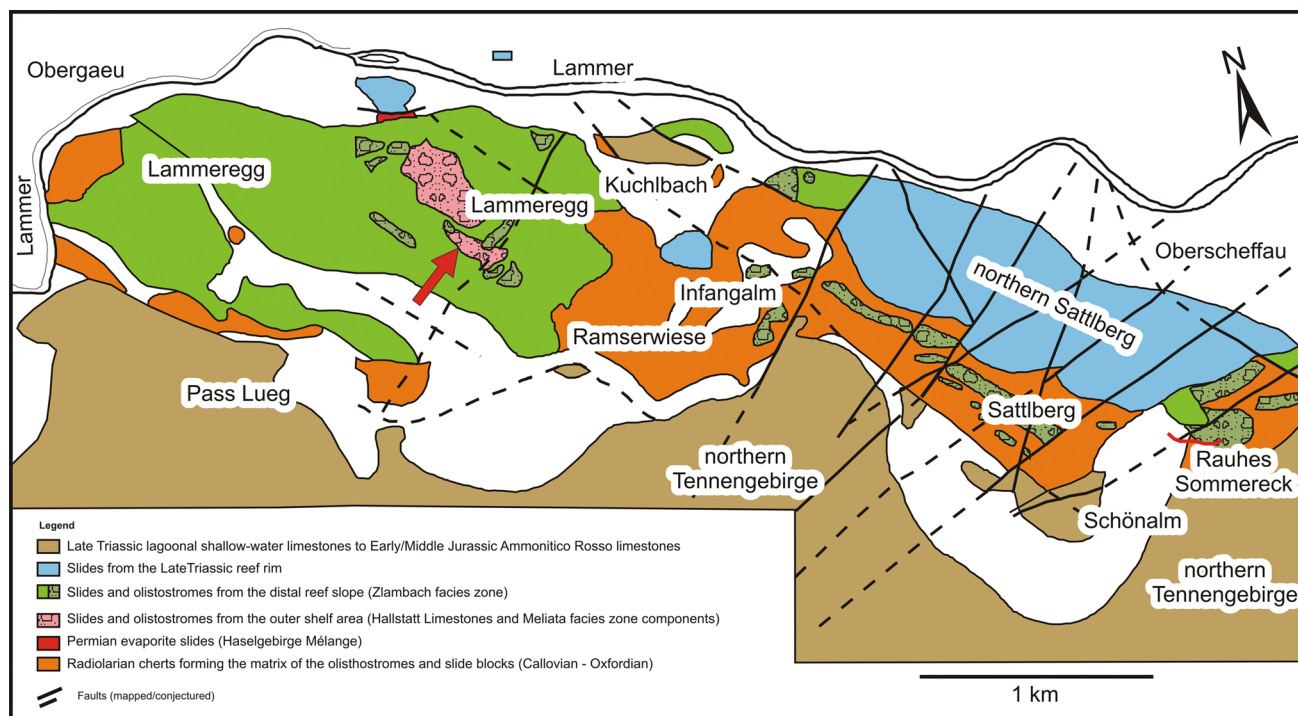 Obergaeu
Lammer
N
Lammeregg
Kuchlbach
Lammeregg
Lammer
Oberscheffau
Infangalm
northern Sattlberg
Ramserwiese
Pass Lueg
Sattlberg
northern
Tennengebirge
Rauhes
Sommereck
Schönalm
northern
Tennengebirge
Legend
Late Triassic lagoonal shallow-water limestones to Early/Middle Jurassic Ammonitico Rosso limestones
Slides from the LateTriassic reef rim
Slides and olistostromes from the distal reef slope (Zlambach facies zone)
Slides and olistostromes from the outer shelf area (Hallstatt Limestones and Meliata facies zone components)
Permian evaporite slides (Haselgebirge Mélange)
Radiolarian cherts forming the matrix of the olisthostromes and slide blocks (Callovian - Oxfordian)
Faults (mapped/conjectured)
1 km